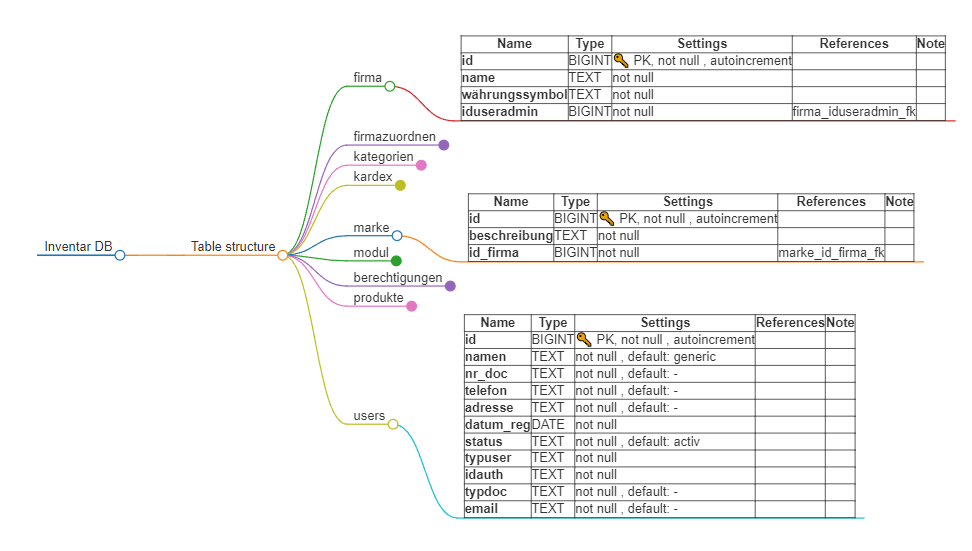 Inventar DB
Table structure
firma
Name Type Settings References Note
id BIGINT 🔑 PK, not null , autoincrement
name TEXT not null
währungssymbol TEXT not null
iduseradmin BIGINT not null firma_iduseradmin_fk
firmazuordnen
kategorien
kardex
marke
Name Type Settings References Note
id BIGINT 🔑 PK, not null , autoincrement
beschreibung TEXT not null
id_firma BIGINT not null marke_id_firma_fk
modul
berechtigungen
produkte
users
Name Type Settings References Note
id BIGINT 🔑 PK, not null , autoincrement
namen TEXT not null , default: generic
nr_doc TEXT not null , default: -
telefon TEXT not null , default: -
adresse TEXT not null , default: -
datum_reg DATE not null
status TEXT not null , default: activ
typuser TEXT not null
idauth TEXT not null
typdoc TEXT not null , default: -
email TEXT not null , default: -